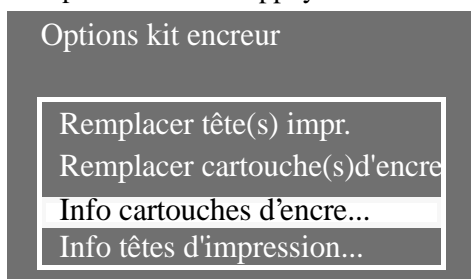 Options kit encreur
Remplacer tête(s) impr.
Remplacer cartouche(s)d'encre
Info cartouches d’encre...
Info têtes d'impression...